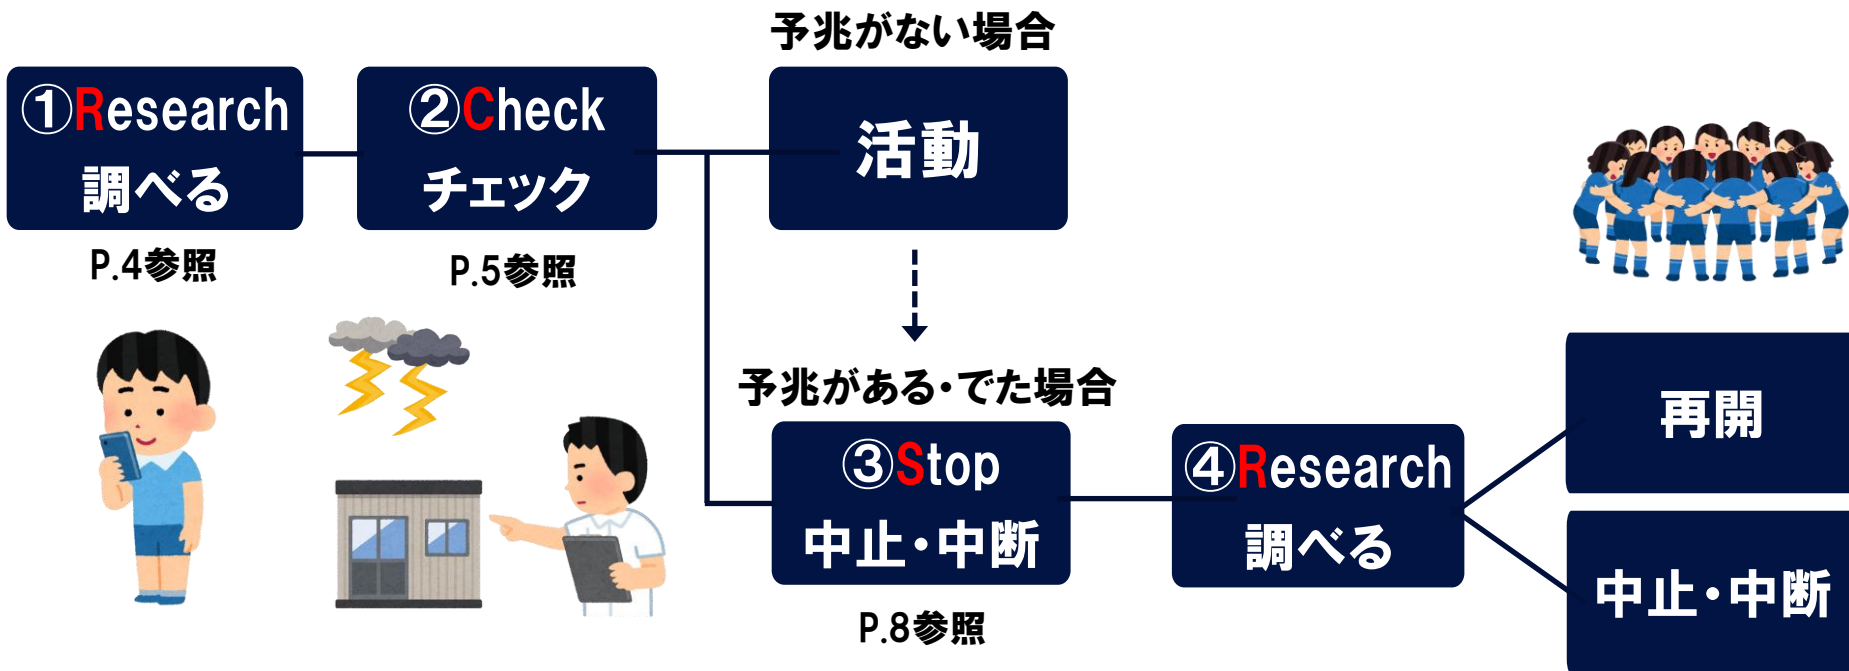 ①Research
調べる
P.4参照
②Check
チェック
P.5参照
予兆がない場合
活動
予兆がある・でた場合
③Stop
中止・中断
P.8参照
④Research
調べる
再開
中止・中断